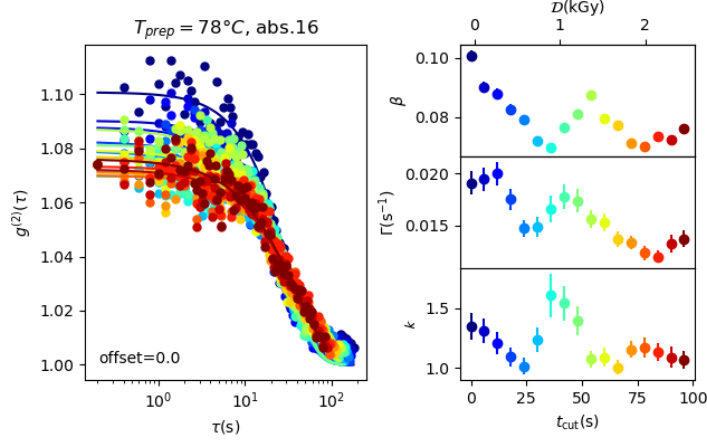 T_prep = 78°C, abs.16
g^(2)(τ)
1.10
1.08
1.06
1.04
1.02
1.00
offset=0.0
10^0 10^1 10^2
τ(s)
𝒟(kGy)
0 1 2
β
0.10
0.08
Γ(s^−1)
0.020
0.015
k
1.5
1.0
0 25 50 75 100
t_cut(s)